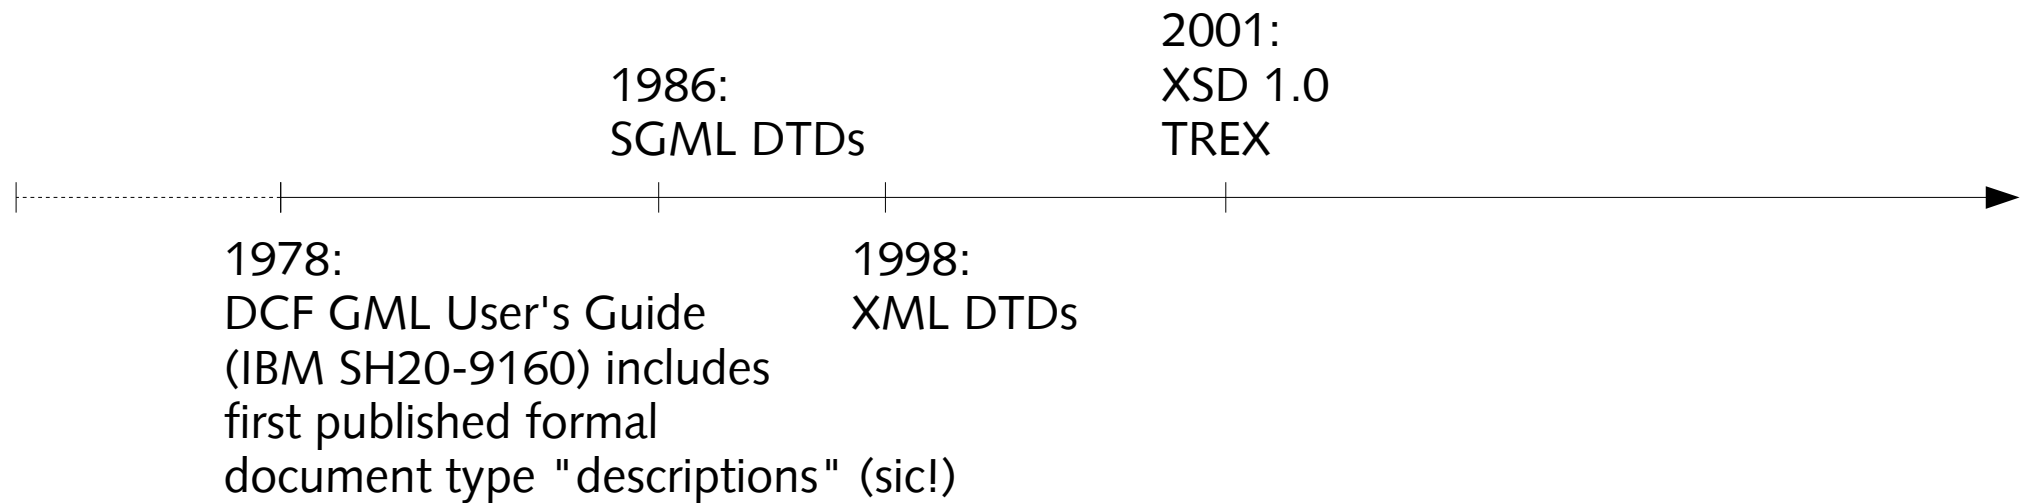 1978:
DCF GML User's Guide
(IBM SH20-9160) includes
first published formal
document type "descriptions" (sic!)
1986:
SGML DTDs
1998:
XML DTDs
2001:
XSD 1.0
TREX